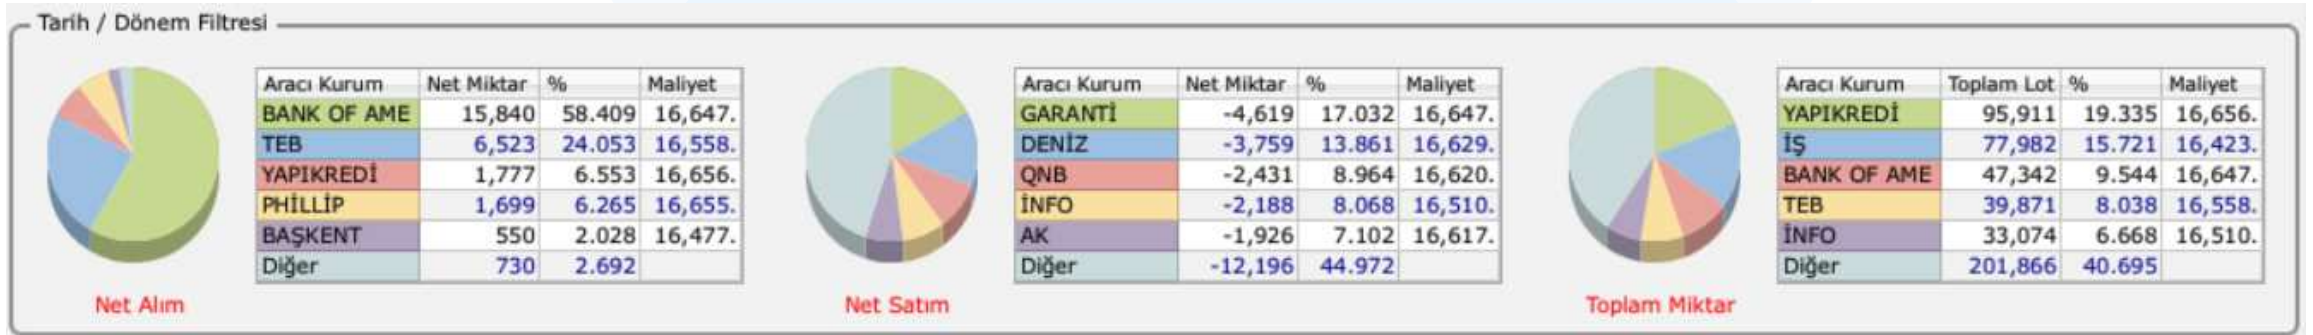 Tarih / Dönem Filtresi
Aracı Kurum Net Miktar % Maliyet
BANK OF AME 15,840 58.409 16,647.
TEB 6,523 24.053 16,558.
YAPIKREDİ 1,777 6.553 16,656.
PHİLLİP 1,699 6.265 16,655.
BAŞKENT 550 2.028 16,477.
Diğer 730 2.692
Net Alım
Aracı Kurum Net Miktar % Maliyet
GARANTİ -4,619 17.032 16,647.
DENİZ -3,759 13.861 16,629.
QNB -2,431 8.964 16,620.
İNFO -2,188 8.068 16,510.
AK -1,926 7.102 16,617.
Diğer -12,196 44.972
Net Satım
Aracı Kurum Toplam Lot % Maliyet
YAPIKREDİ 95,911 19.335 16,656.
İŞ 77,982 15.721 16,423.
BANK OF AME 47,342 9.544 16,647.
TEB 39,871 8.038 16,558.
İNFO 33,074 6.668 16,510.
Diğer 201,866 40.695
Toplam Miktar